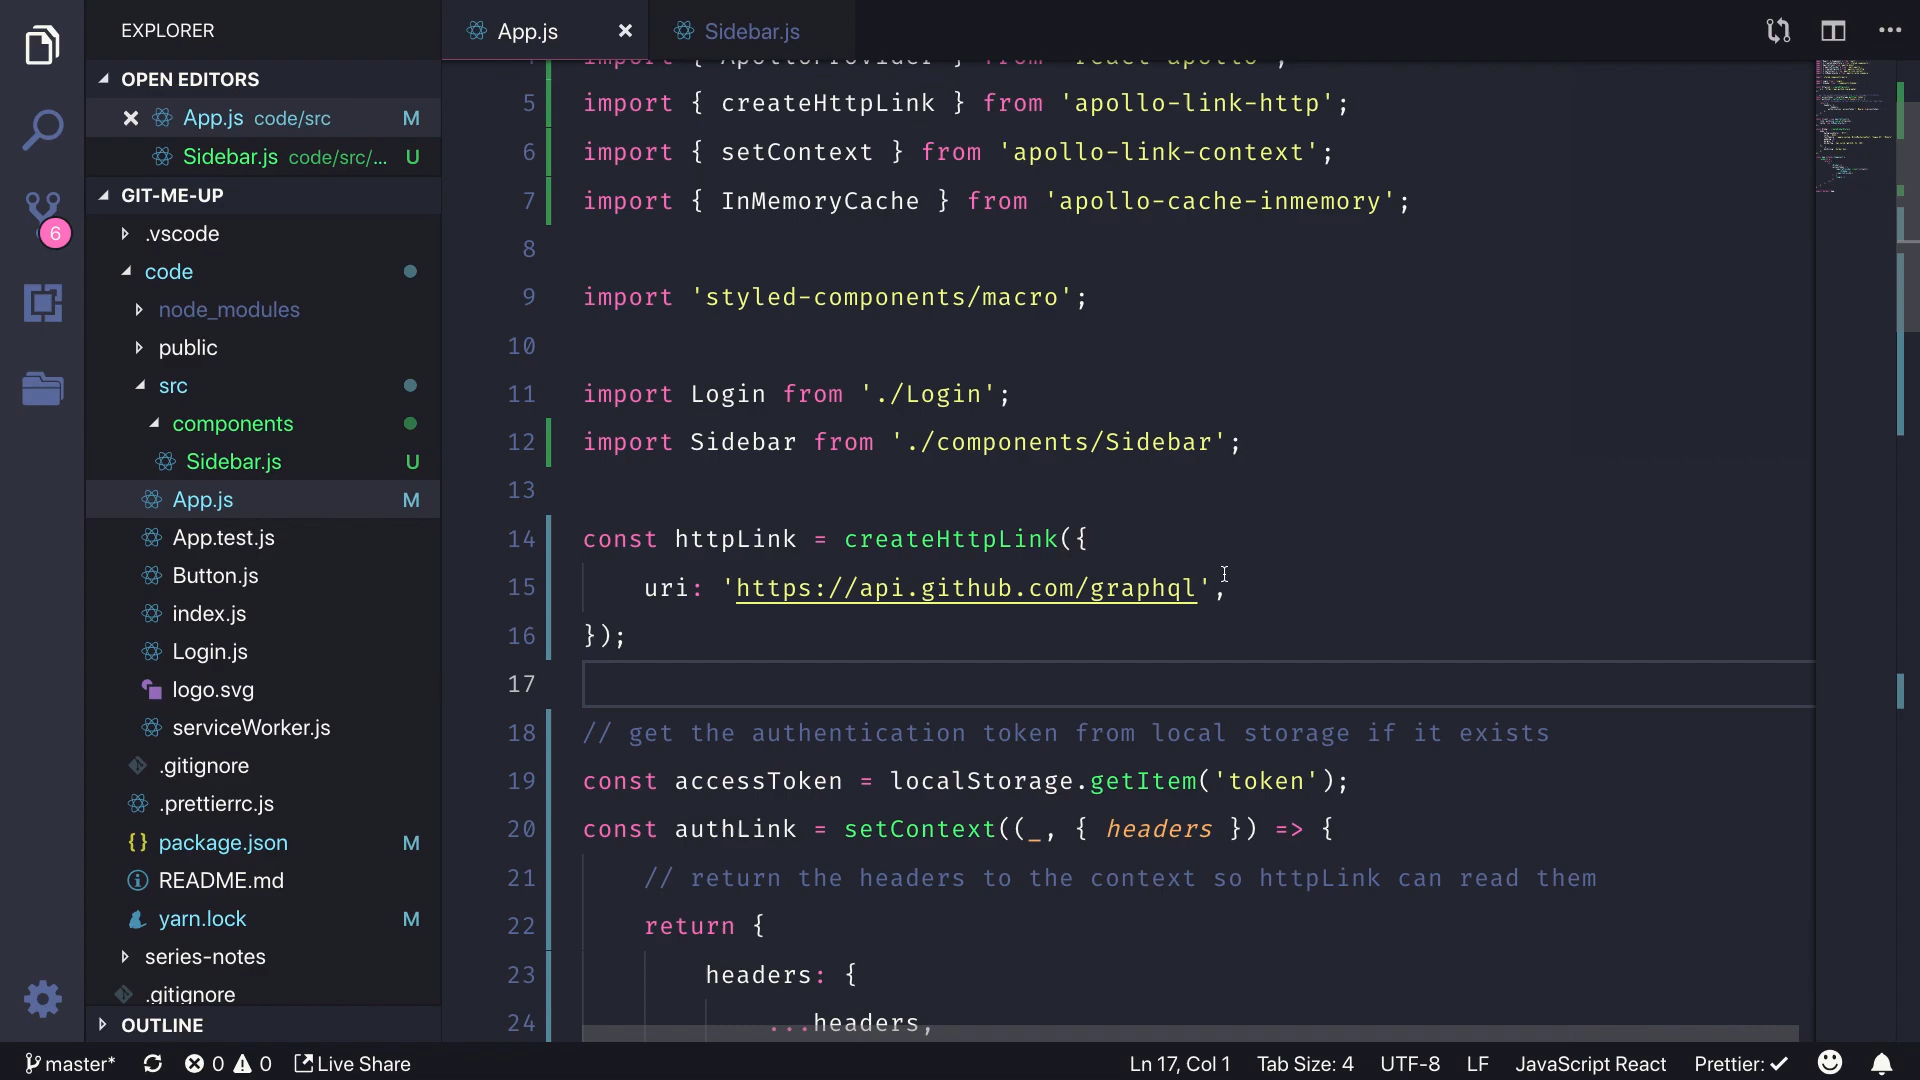 EXPLORER
OPEN EDITORS
App.js code/src M
Sidebar.js code/src/... U
GIT-ME-UP
.vscode
code
node_modules
public
src
components
Sidebar.js U
App.js M
App.test.js
Button.js
index.js
Login.js
logo.svg
serviceWorker.js
.gitignore
.prettierrc.js
{} package.json M
README.md
yarn.lock M
series-notes
.gitignore
OUTLINE
6
App.js
Sidebar.js
import { ApolloProvider } from 'react-apollo';
5 import { createHttpLink } from 'apollo-link-http';
6 import { setContext } from 'apollo-link-context';
7 import { InMemoryCache } from 'apollo-cache-inmemory';
8
9 import 'styled-components/macro';
10
11 import Login from './Login';
12 import Sidebar from './components/Sidebar';
13
14 const httpLink = createHttpLink({
15 uri: 'https://api.github.com/graphql',
16 });
17
18 // get the authentication token from local storage if it exists
19 const accessToken = localStorage.getItem('token');
20 const authLink = setContext((_, { headers }) => {
21 // return the headers to the context so httpLink can read them
22 return {
23 headers: {
24 ...headers,
master* 0 0 Live Share Ln 17, Col 1 Tab Size: 4 UTF-8 LF JavaScript React Prettier: ✓